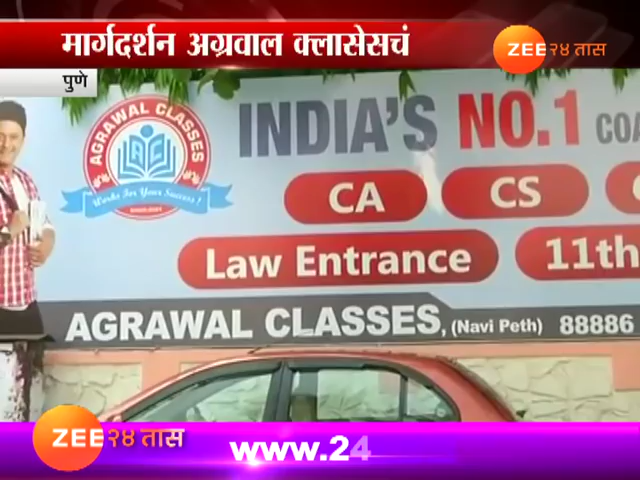 मार्गदर्शन अग्रवाल क्लासेसचं
ZEE २४ तास
पुणे
AGRAWAL CLASSES
Works For Your Success !
INDIA'S NO.1 COA
CA
CS
Law Entrance
11th
AGRAWAL CLASSES, (Navi Peth) 88886
ZEE २४ तास
www.24